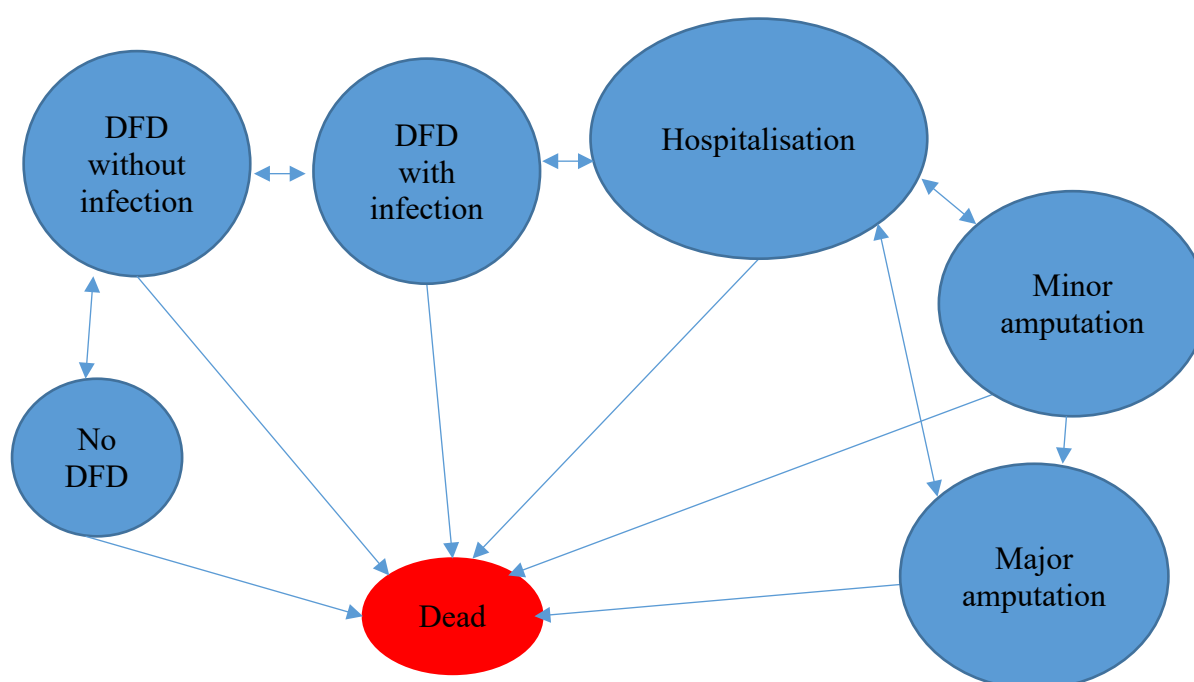 DFD
without
infection
DFD
with
infection
Hospitalisation
Minor
amputation
No
DFD
Major
amputation
Dead